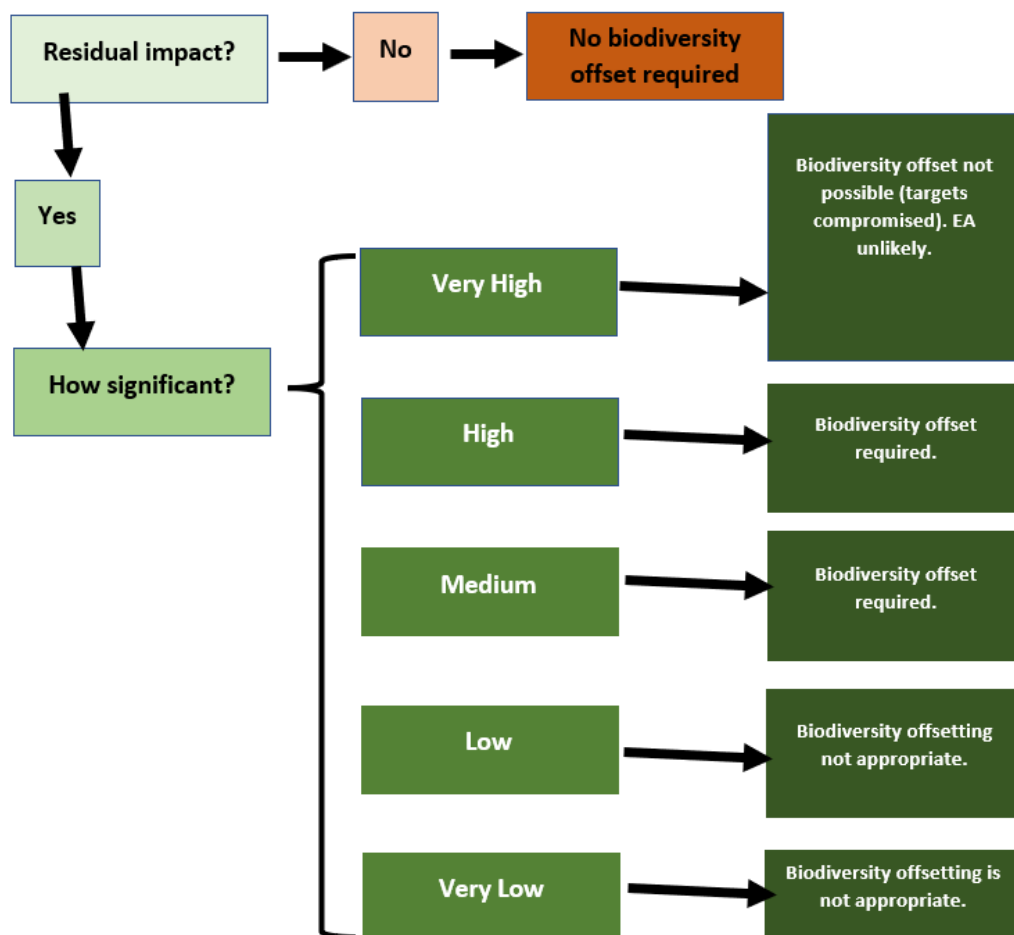 Residual impact?
No
No biodiversity
offset required
Yes
How significant?
Very High
Biodiversity offset not
possible (targets
compromised). EA
unlikely.
High
Biodiversity offset
required.
Medium
Biodiversity offset
required.
Low
Biodiversity offsetting
not appropriate.
Very Low
Biodiversity offsetting is
not appropriate.